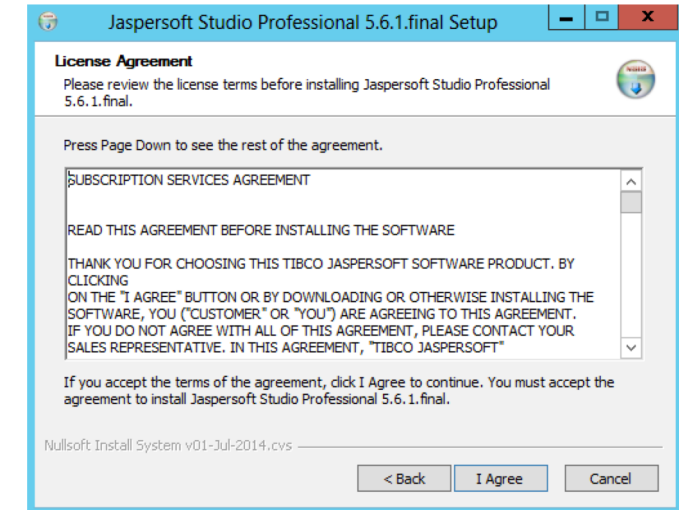 Jaspersoft Studio Professional 5.6.1.final Setup
License Agreement
Please review the license terms before installing Jaspersoft Studio Professional
5.6.1.final.
Press Page Down to see the rest of the agreement.
SUBSCRIPTION SERVICES AGREEMENT
READ THIS AGREEMENT BEFORE INSTALLING THE SOFTWARE
THANK YOU FOR CHOOSING THIS TIBCO JASPERSOFT SOFTWARE PRODUCT. BY
CLICKING
ON THE "I AGREE" BUTTON OR BY DOWNLOADING OR OTHERWISE INSTALLING THE
SOFTWARE, YOU ("CUSTOMER" OR "YOU") ARE AGREEING TO THIS AGREEMENT.
IF YOU DO NOT AGREE WITH ALL OF THIS AGREEMENT, PLEASE CONTACT YOUR
SALES REPRESENTATIVE. IN THIS AGREEMENT, "TIBCO JASPERSOFT"
If you accept the terms of the agreement, click I Agree to continue. You must accept the
agreement to install Jaspersoft Studio Professional 5.6.1.final.
Nullsoft Install System v01-Jul-2014.cvs
< Back I Agree Cancel